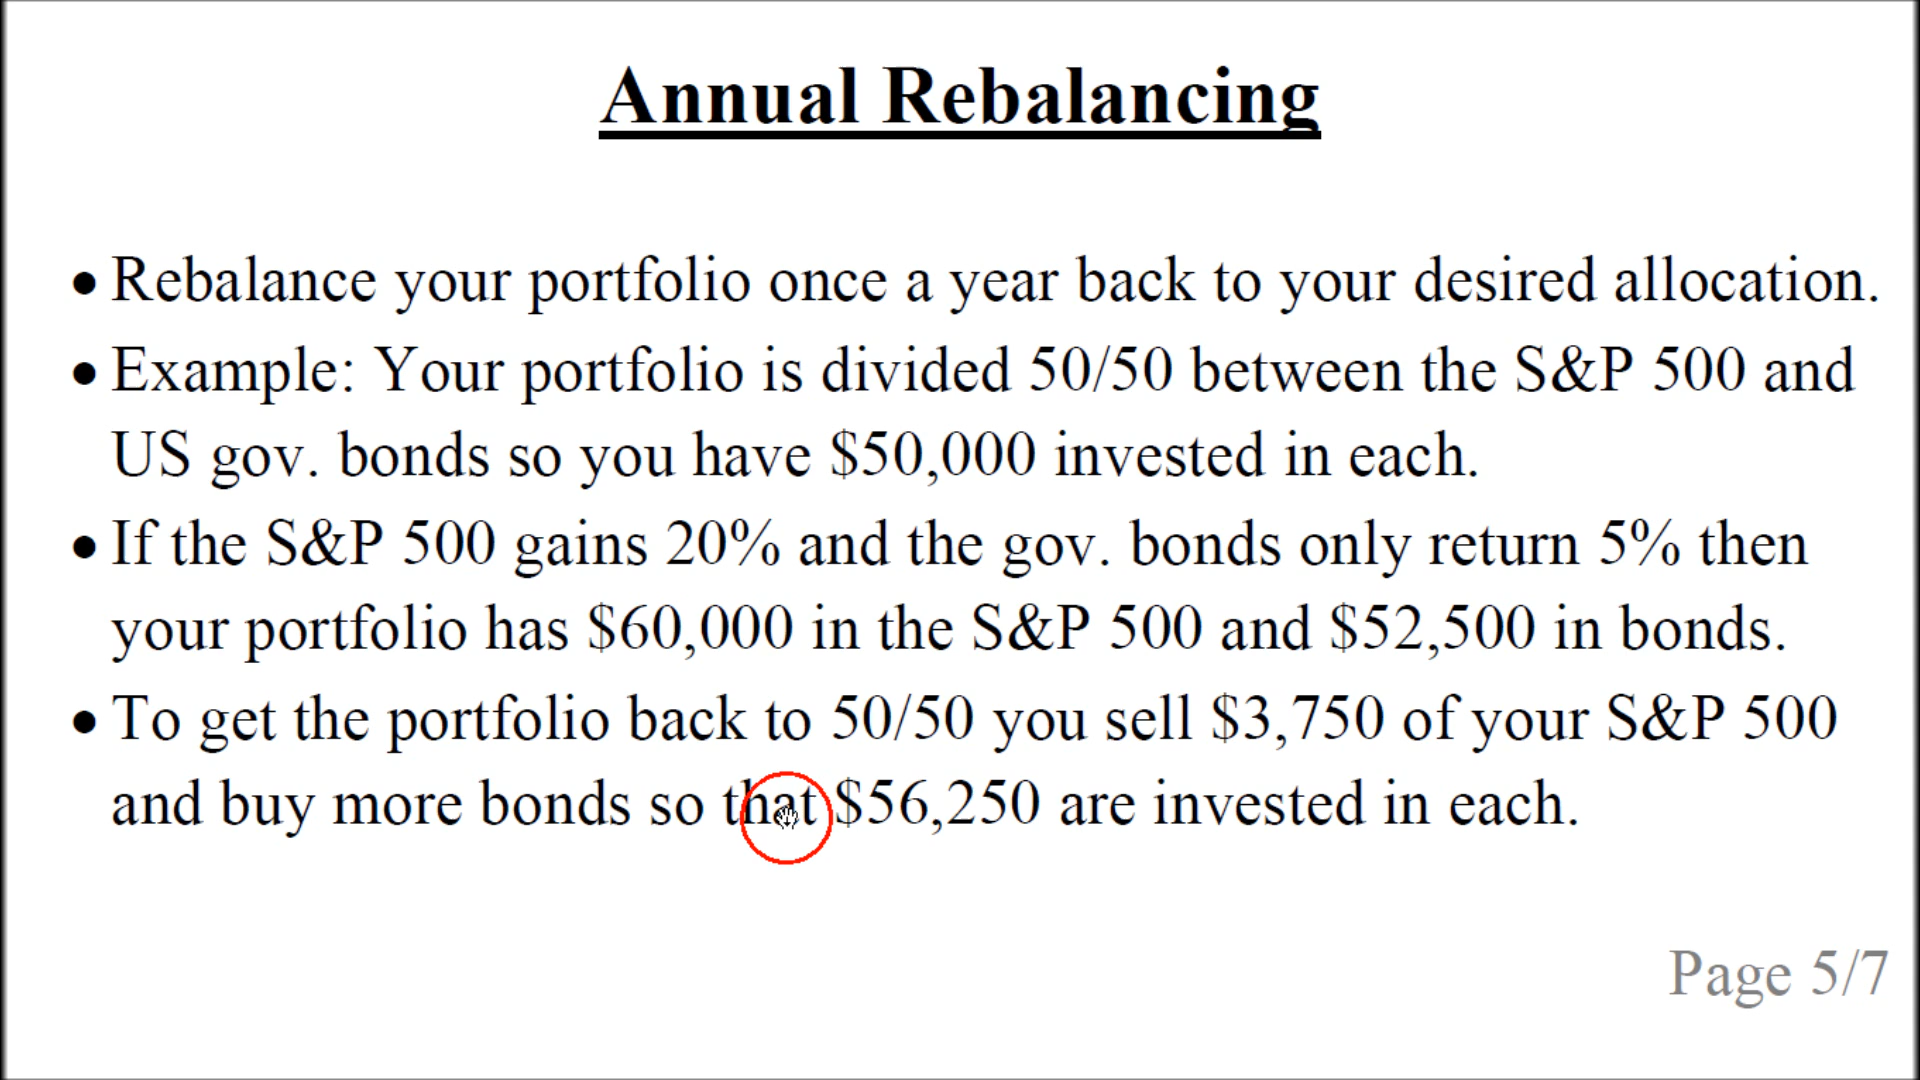 Annual Rebalancing
• Rebalance your portfolio once a year back to your desired allocation.
• Example: Your portfolio is divided 50/50 between the S&P 500 and
US gov. bonds so you have $50,000 invested in each.
• If the S&P 500 gains 20% and the gov. bonds only return 5% then
your portfolio has $60,000 in the S&P 500 and $52,500 in bonds.
• To get the portfolio back to 50/50 you sell $3,750 of your S&P 500
and buy more bonds so that $56,250 are invested in each.
Page 5/7